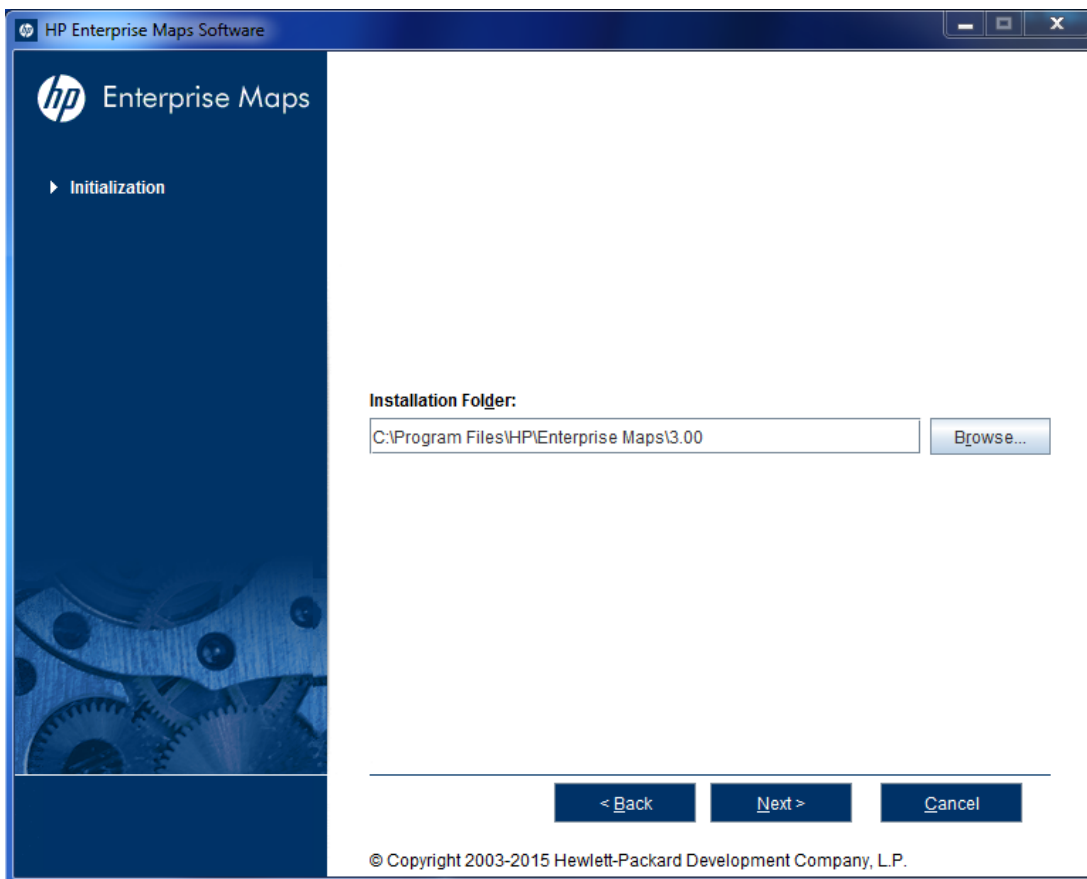 HP Enterprise Maps Software
hp Enterprise Maps
Initialization
Installation Folder:
C:\Program Files\HP\Enterprise Maps\3.00
Browse...
< Back
Next >
Cancel
© Copyright 2003-2015 Hewlett-Packard Development Company, L.P.